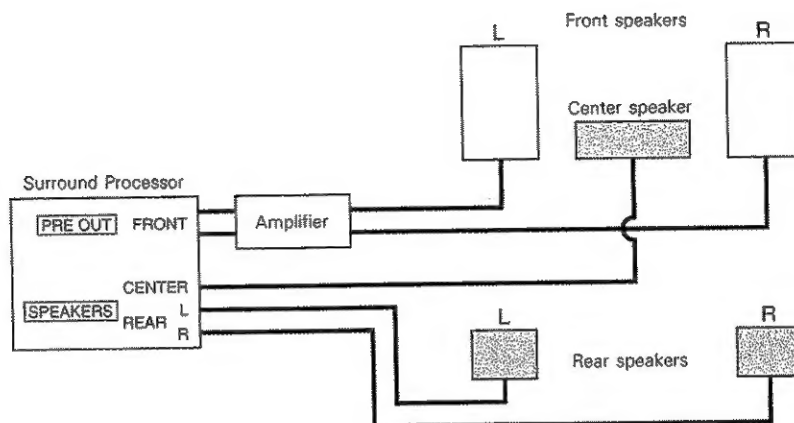 Front speakers
L
R
Center speaker
Surround Processor
PRE OUT FRONT
Amplifier
CENTER
SPEAKERS
L
REAR
R
L
R
Rear speakers